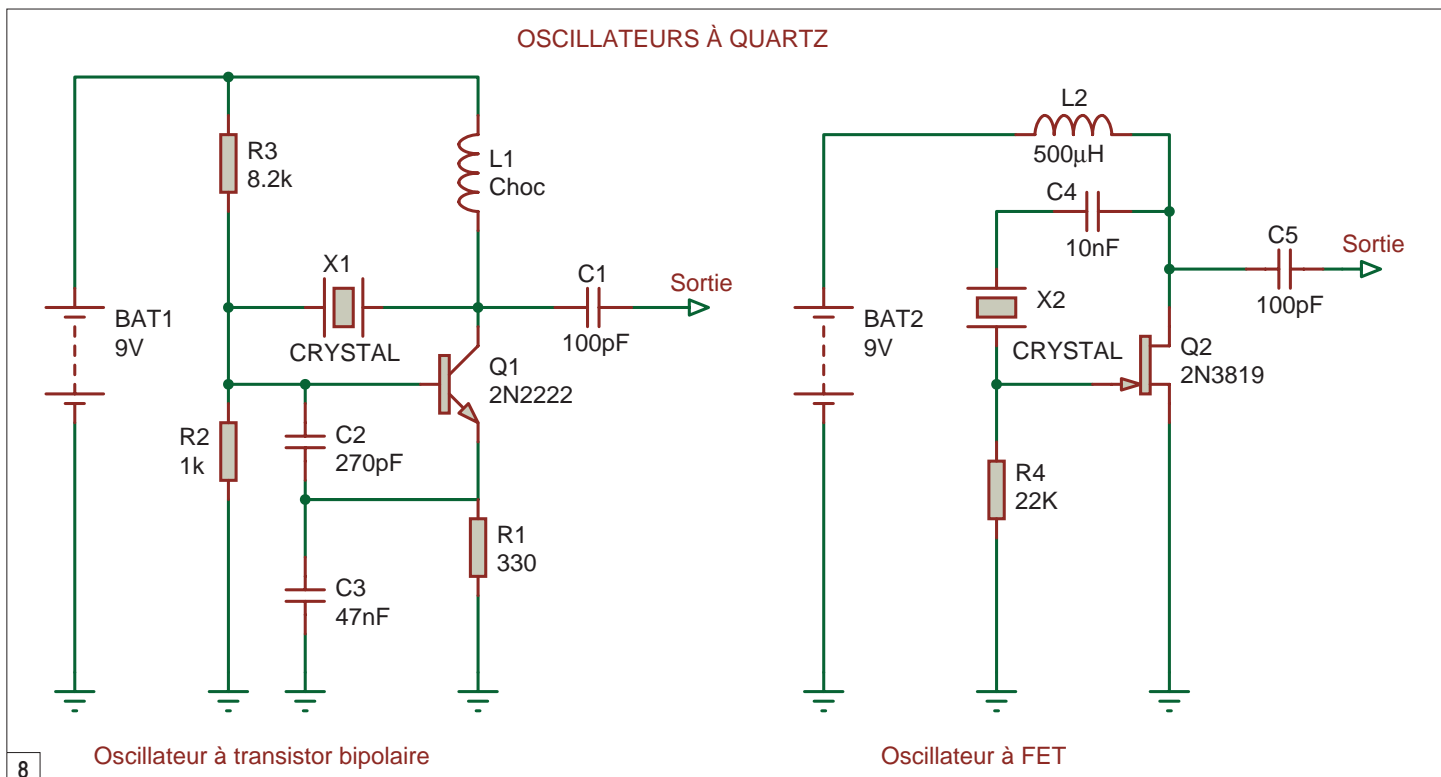 OSCILLATEURS À QUARTZ
R3
8.2k
L1
Choc
X1
CRYSTAL
C1
100pF
Sortie
BAT1
9V
Q1
2N2222
R2
1k
C2
270pF
R1
330
C3
47nF
Oscillateur à transistor bipolaire
L2
500µH
C4
10nF
C5
100pF
Sortie
X2
CRYSTAL
BAT2
9V
Q2
2N3819
R4
22K
Oscillateur à FET
8